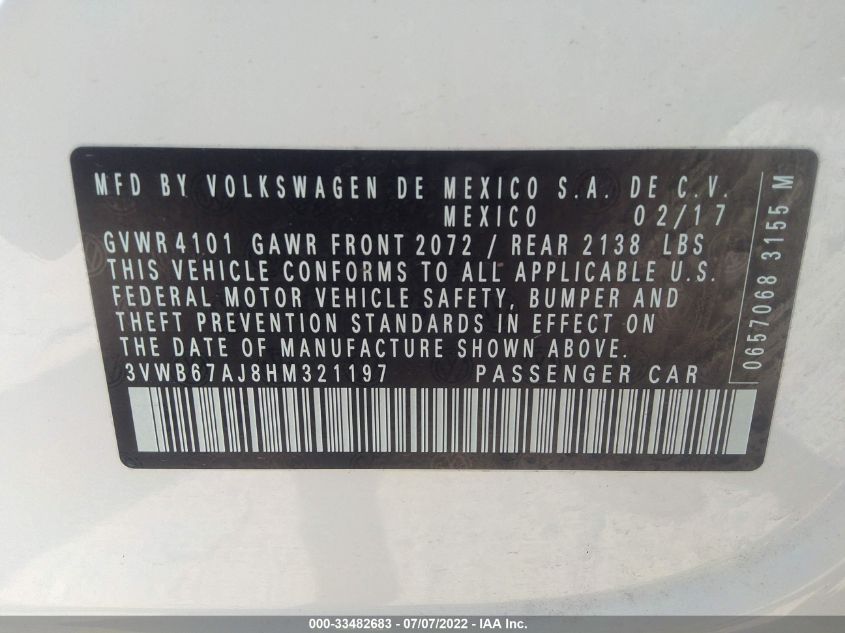 MFD BY VOLKSWAGEN DE MEXICO S.A. DE C.V.
MEXICO 02/17
GVWR 4101 GAWR FRONT 2072 / REAR 2138 LBS
THIS VEHICLE CONFORMS TO ALL APPLICABLE U.S.
FEDERAL MOTOR VEHICLE SAFETY, BUMPER AND
THEFT PREVENTION STANDARDS IN EFFECT ON
THE DATE OF MANUFACTURE SHOWN ABOVE.
3VWB67AJ8HM321197 PASSENGER CAR
0657068 3155 M
000-33482683 - 07/07/2022 - IAA Inc.